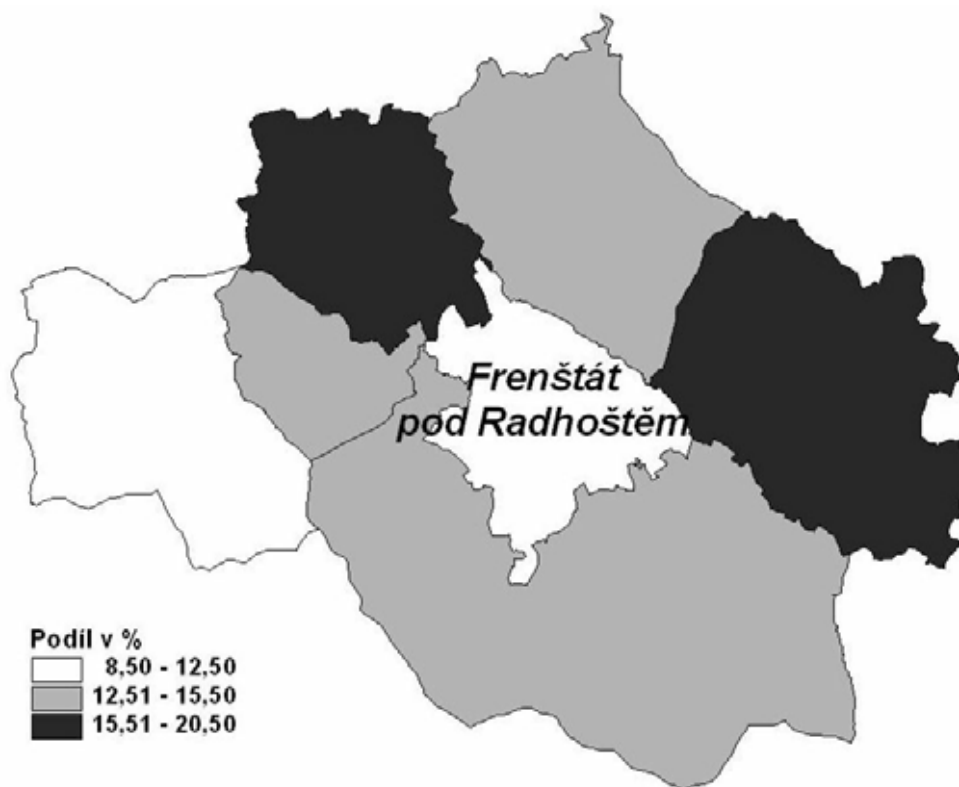 Frenštát
pod Radhoštěm
Podíl v %
8,50 - 12,50
12,51 - 15,50
15,51 - 20,50